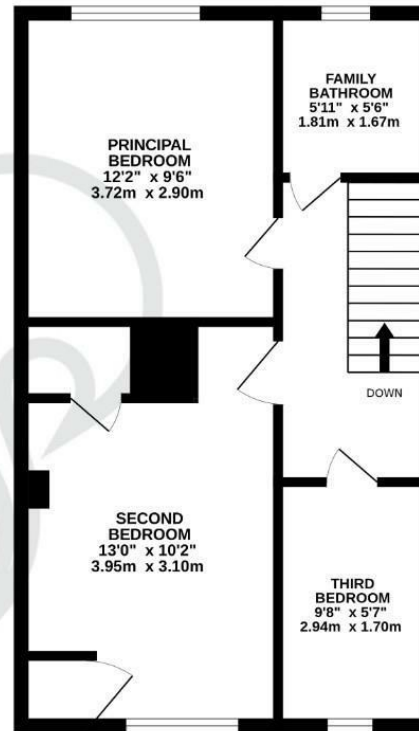 FAMILY
BATHROOM
5'11" x 5'6"
1.81m x 1.67m
PRINCIPAL
BEDROOM
12'2" x 9'6"
3.72m x 2.90m
DOWN
SECOND
BEDROOM
13'0" x 10'2"
3.95m x 3.10m
THIRD
BEDROOM
9'8" x 5'7"
2.94m x 1.70m